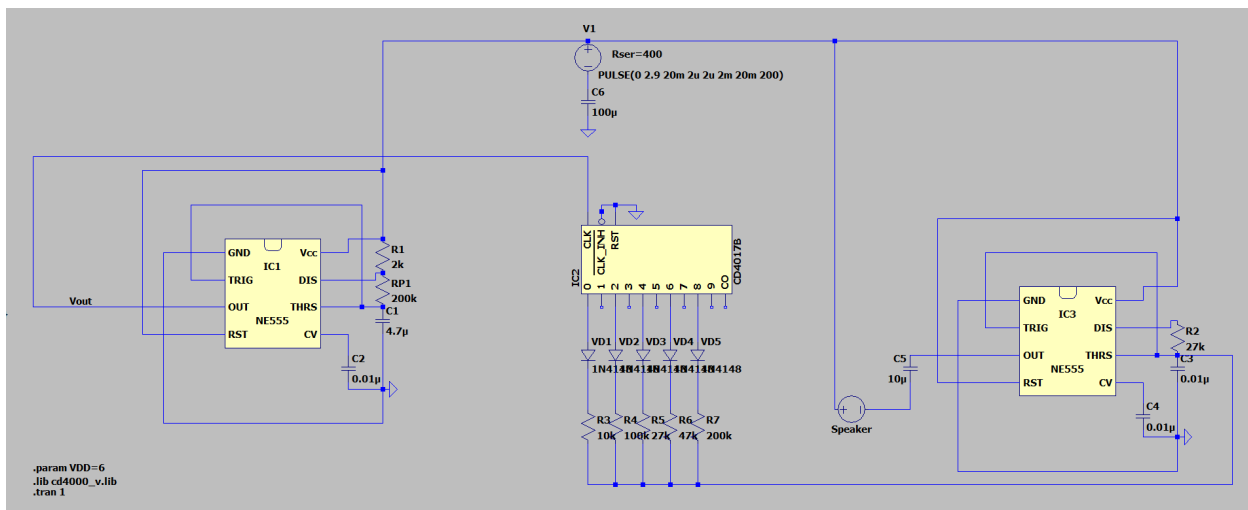 V1
Rser=400
PULSE(0 2.9 20m 2u 2u 2m 20m 200)
C6
100µ
GND
Vcc
IC1
TRIG
DIS
OUT
THRS
NE555
RST
CV
R1
2k
RP1
200k
C1
4.7µ
C2
0.01µ
Vout
IC2
CLK
CLK_INH
RST
CD4017B
0 1 2 3 4 5 6 7 8 9 CO
VD1 VD2 VD3 VD4 VD5
1N4148 1N4148 1N4148 1N4148 1N4148
R3 R4 R5 R6 R7
10k 100k 27k 47k 200k
C5
10µ
Speaker
GND
Vcc
IC3
TRIG
DIS
OUT
THRS
NE555
RST
CV
R2
27k
C3
0.01µ
C4
0.01µ
.param VDD=6
.lib cd4000_v.lib
.tran 1